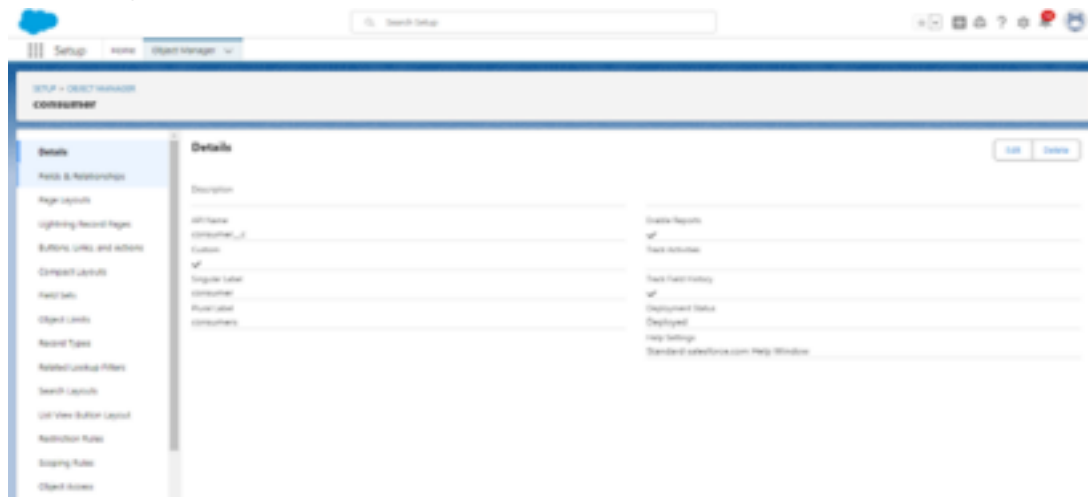 Search Setup
Setup
Home
Object Manager
SETUP > OBJECT MANAGER
consumer
Details
Fields & Relationships
Page Layouts
Lightning Record Pages
Buttons, Links, and Actions
Compact Layouts
Field Sets
Object Limits
Record Types
Related Lookup Filters
Search Layouts
List View Button Layout
Restriction Rules
Scoping Rules
Object Access
Details
Edit
Delete
Description
API Name
consumer__c
Custom
Singular Label
consumer
Plural Label
consumers
Enable Reports
Track Activities
Track Field History
Deployment Status
Deployed
Help Settings
Standard salesforce.com Help Window